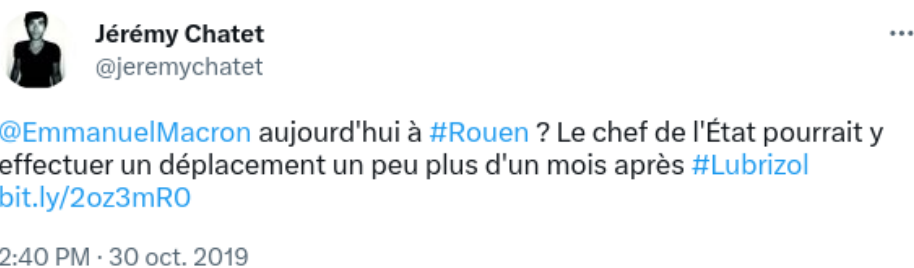 Jérémy Chatet
@jeremychatet
@EmmanuelMacron aujourd'hui à #Rouen ? Le chef de l'État pourrait y
effectuer un déplacement un peu plus d'un mois après #Lubrizol
bit.ly/2oz3mR0
2:40 PM · 30 oct. 2019